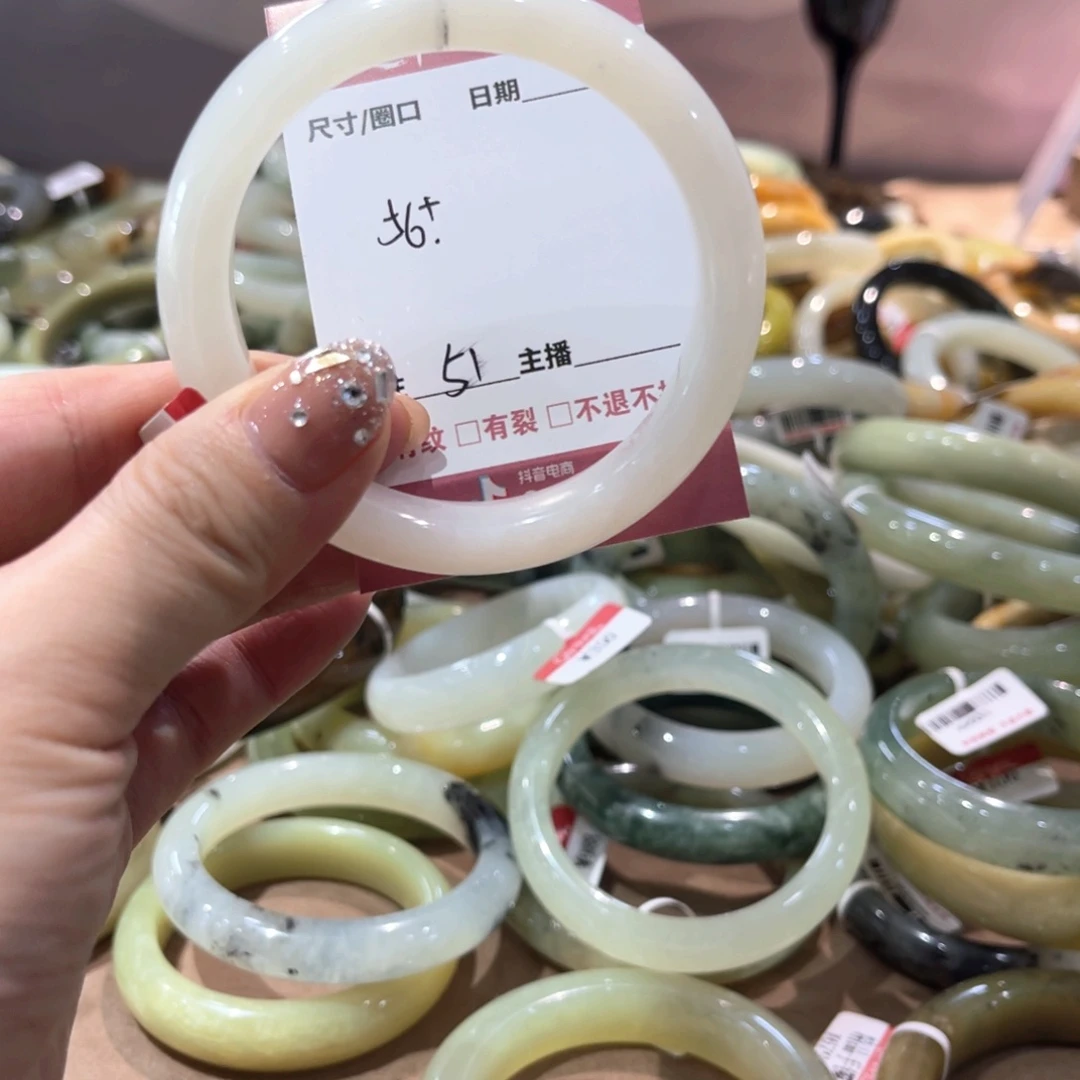 尺寸/圈口 日期
56+.
51 主播
纹 □有裂 □不退不
抖音电商